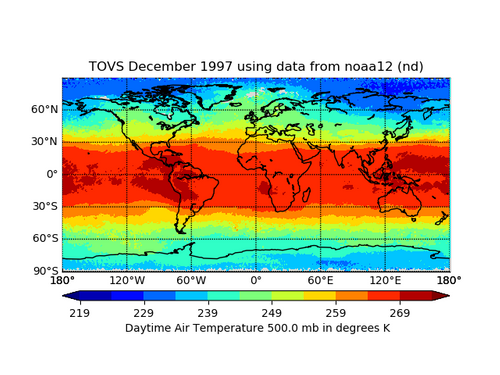 TOVS December 1997 using data from noaa12 (nd)
60°N
30°N
0°
30°S
60°S
90°S
180° 120°W 60°W 0° 60°E 120°E 180°
219 229 239 249 259 269
Daytime Air Temperature 500.0 mb in degrees K